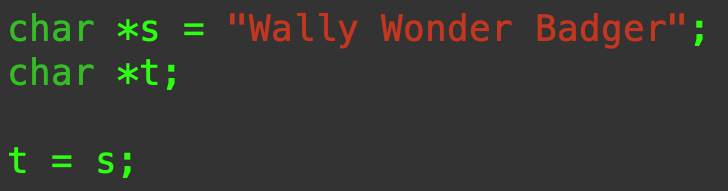 char *s = "Wally Wonder Badger";
char *t;
t = s;